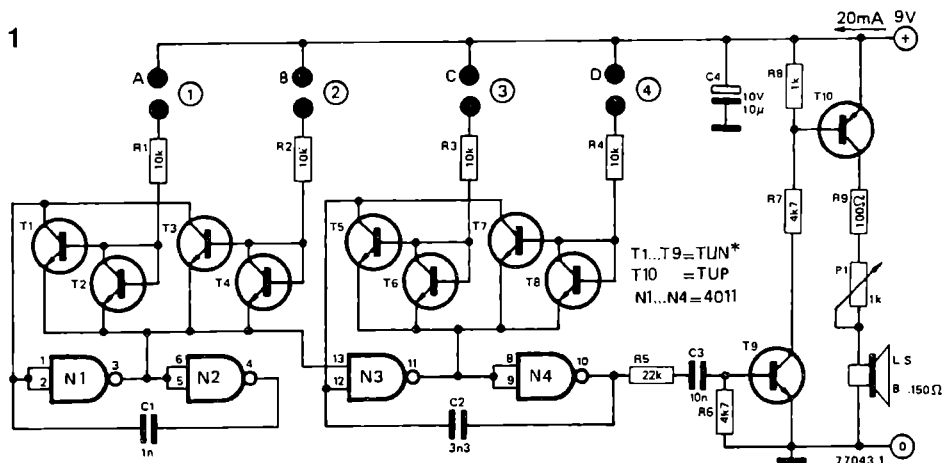 1
20mA 9V
+
A
1
B
2
C
3
D
4
C4
10V
10μ
R8
1k
T10
R1
10k
R2
10k
R3
10k
R4
10k
R7
4k7
R9
100Ω
T1
T2
T3
T4
T5
T6
T7
T8
T1...T9=TUN*
T10 =TUP
N1...N4=4011
P1
1k
1
2
N1
3
6
5
N2
4
13
12
N3
11
8
9
N4
10
R5
22k
C3
10n
R6
4k7
T9
LS
8...150Ω
C1
1n
C2
3n3
0
77043 1